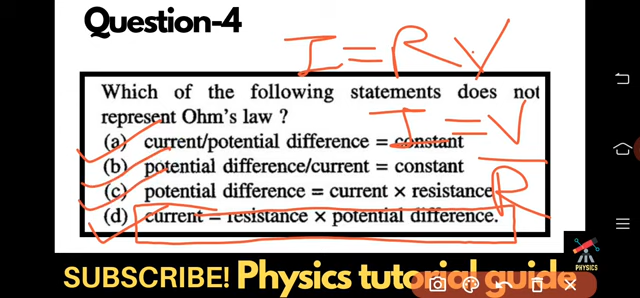 Question-4
I = RV
Which of the following statements does not
represent Ohm's law ?
I = V
R
(a) current/potential difference = constant
(b) potential difference/current = constant
(c) potential difference = current × resistance
(d) current = resistance × potential difference.
PHYSICS
SUBSCRIBE! Physics tutorial guide